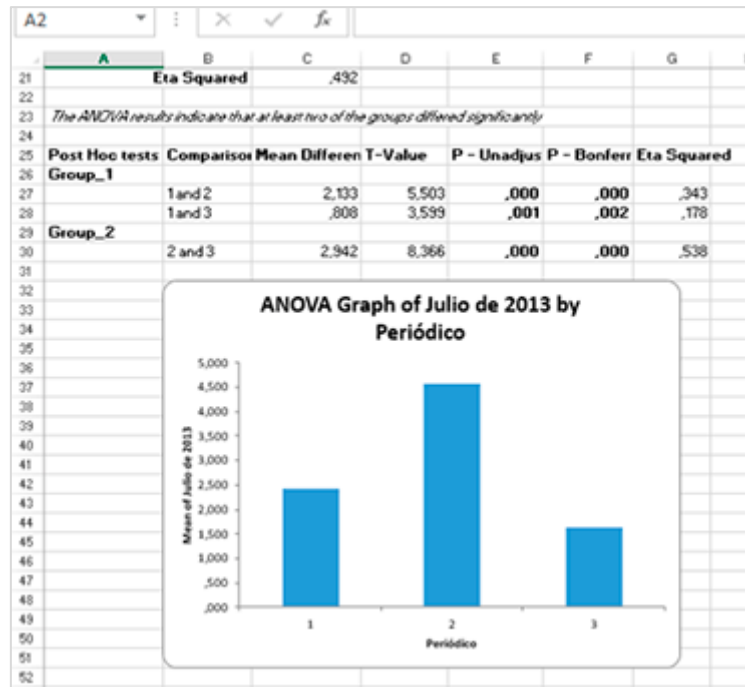 A2 fx
A B C D E F G
21 Eta Squared ,492
22
23 The ANOVA results indicate that at least two of the groups differed significantly
24
25 Post Hoc tests Comparisor Mean Differen T-Value P - Unadjus P - Bonferr Eta Squared
26 Group_1
27 1 and 2 2,133 5,503 ,000 ,000 ,343
28 1 and 3 ,808 3,599 ,001 ,002 ,178
29 Group_2
30 2 and 3 2,942 8,366 ,000 ,000 ,538
31
32
33
34
35
36
37
38
39
40
41
42
43
44
45
46
47
48
49
50
51
52
ANOVA Graph of Julio de 2013 by
Periódico
Mean of Julio de 2013
5,000
4,500
4,000
3,500
3,000
2,500
2,000
1,500
1,000
,500
,000
1 2 3
Periódico